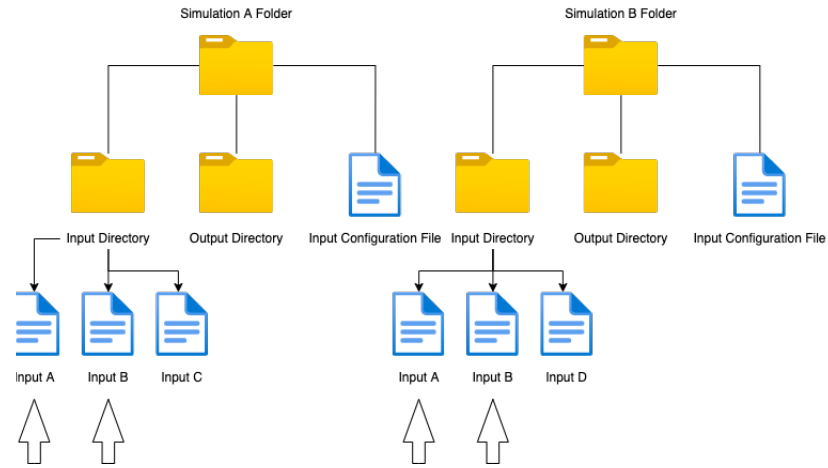 Simulation A Folder
Simulation B Folder
Input Directory
Output Directory
Input Configuration File
Input Directory
Output Directory
Input Configuration File
Input A
Input B
Input C
Input A
Input B
Input D